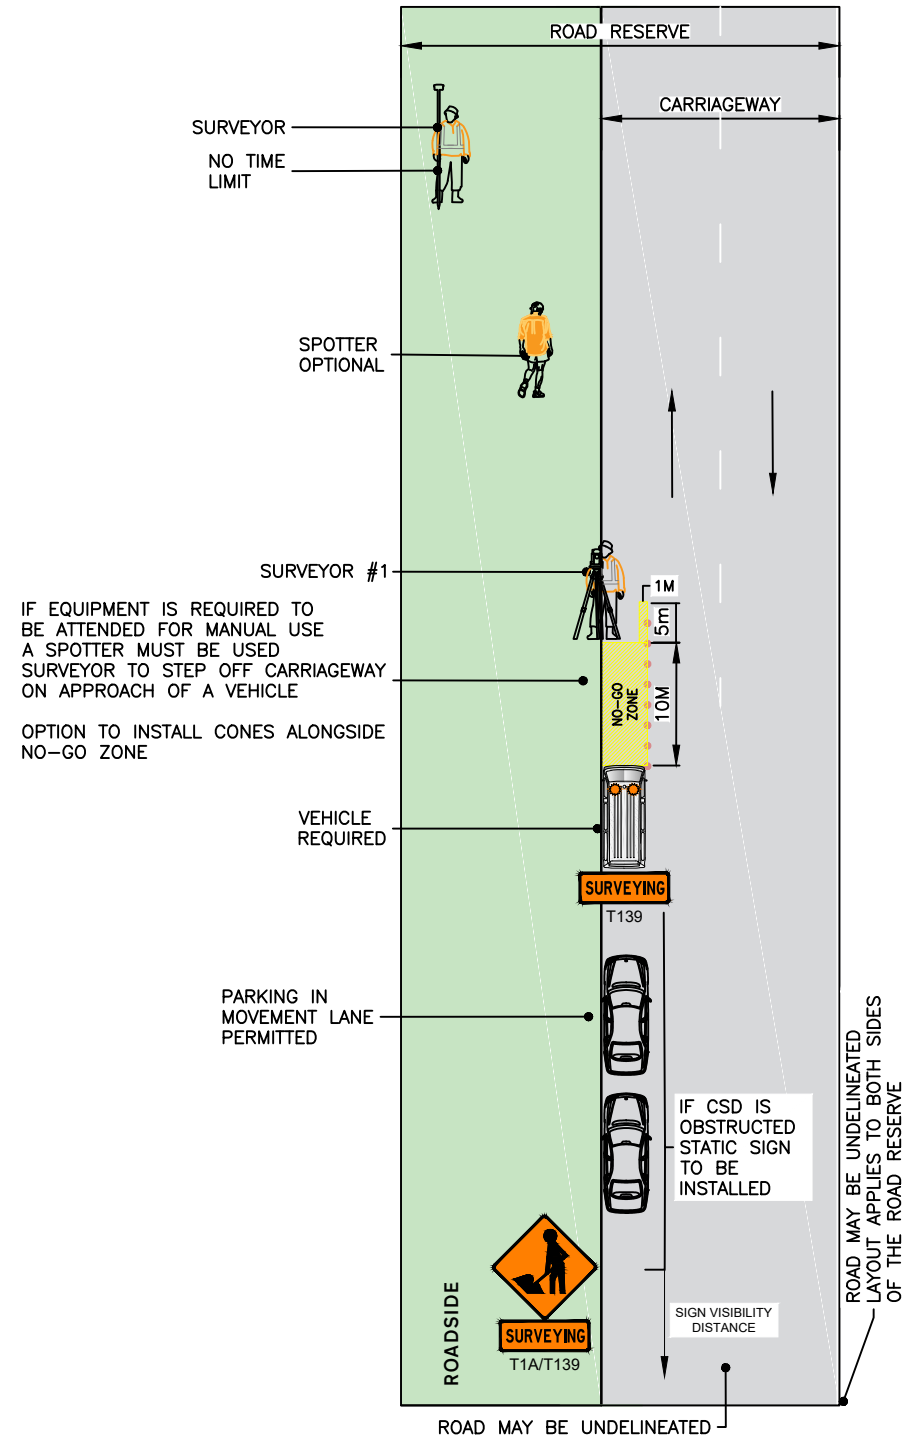 ROAD RESERVE
CARRIAGEWAY
SURVEYOR
NO TIME
LIMIT
SPOTTER
OPTIONAL
SURVEYOR #1
1M
5m
IF EQUIPMENT IS REQUIRED TO
BE ATTENDED FOR MANUAL USE
A SPOTTER MUST BE USED
SURVEYOR TO STEP OFF CARRIAGEWAY
ON APPROACH OF A VEHICLE
NO-GO
ZONE
10M
OPTION TO INSTALL CONES ALONGSIDE
NO-GO ZONE
VEHICLE
REQUIRED
SURVEYING
T139
PARKING IN
MOVEMENT LANE
PERMITTED
IF CSD IS
OBSTRUCTED
STATIC SIGN
TO BE
INSTALLED
ROAD MAY BE UNDELINEATED
LAYOUT APPLIES TO BOTH SIDES
OF THE ROAD RESERVE
ROADSIDE
SURVEYING
T1A/T139
SIGN VISIBILITY
DISTANCE
ROAD MAY BE UNDELINEATED